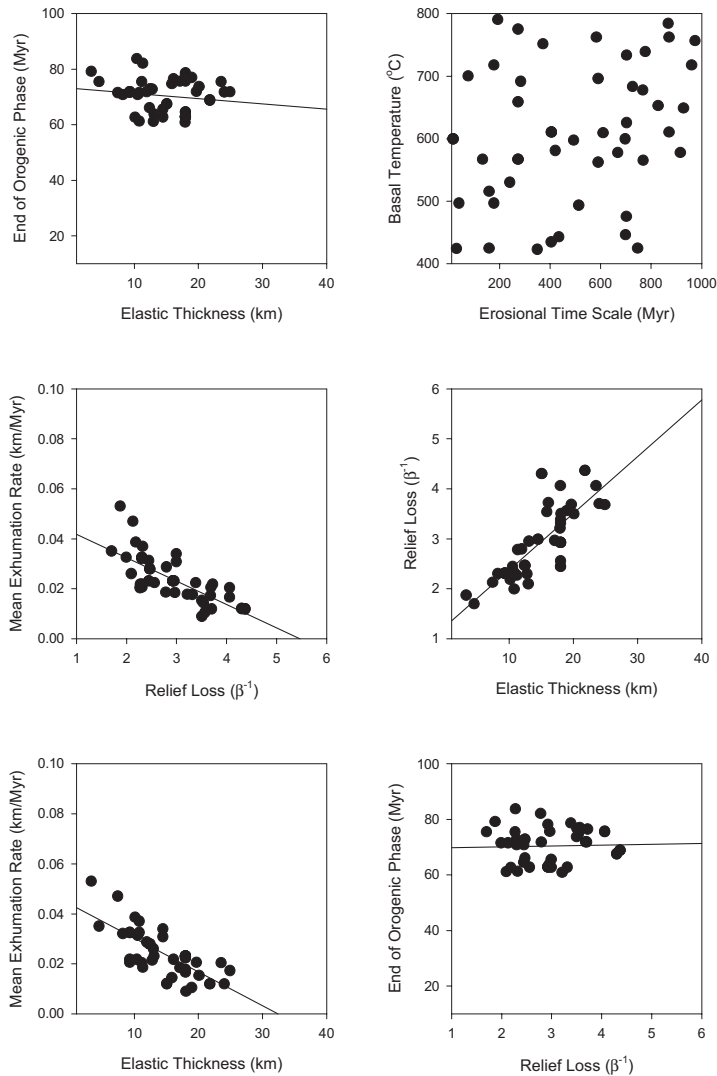 End of Orogenic Phase (Myr)
100
80
60
40
20
10 20 30 40
Elastic Thickness (km)
Basal Temperature (°C)
800
700
600
500
400
200 400 600 800 1000
Erosional Time Scale (Myr)
Mean Exhumation Rate (km/Myr)
0.10
0.08
0.06
0.04
0.02
0.00
1 2 3 4 5 6
Relief Loss (β⁻¹)
Relief Loss (β⁻¹)
6
5
4
3
2
1
10 20 30 40
Elastic Thickness (km)
Mean Exhumation Rate (km/Myr)
0.10
0.08
0.06
0.04
0.02
0.00
10 20 30 40
Elastic Thickness (km)
End of Orogenic Phase (Myr)
100
80
60
40
20
1 2 3 4 5 6
Relief Loss (β⁻¹)